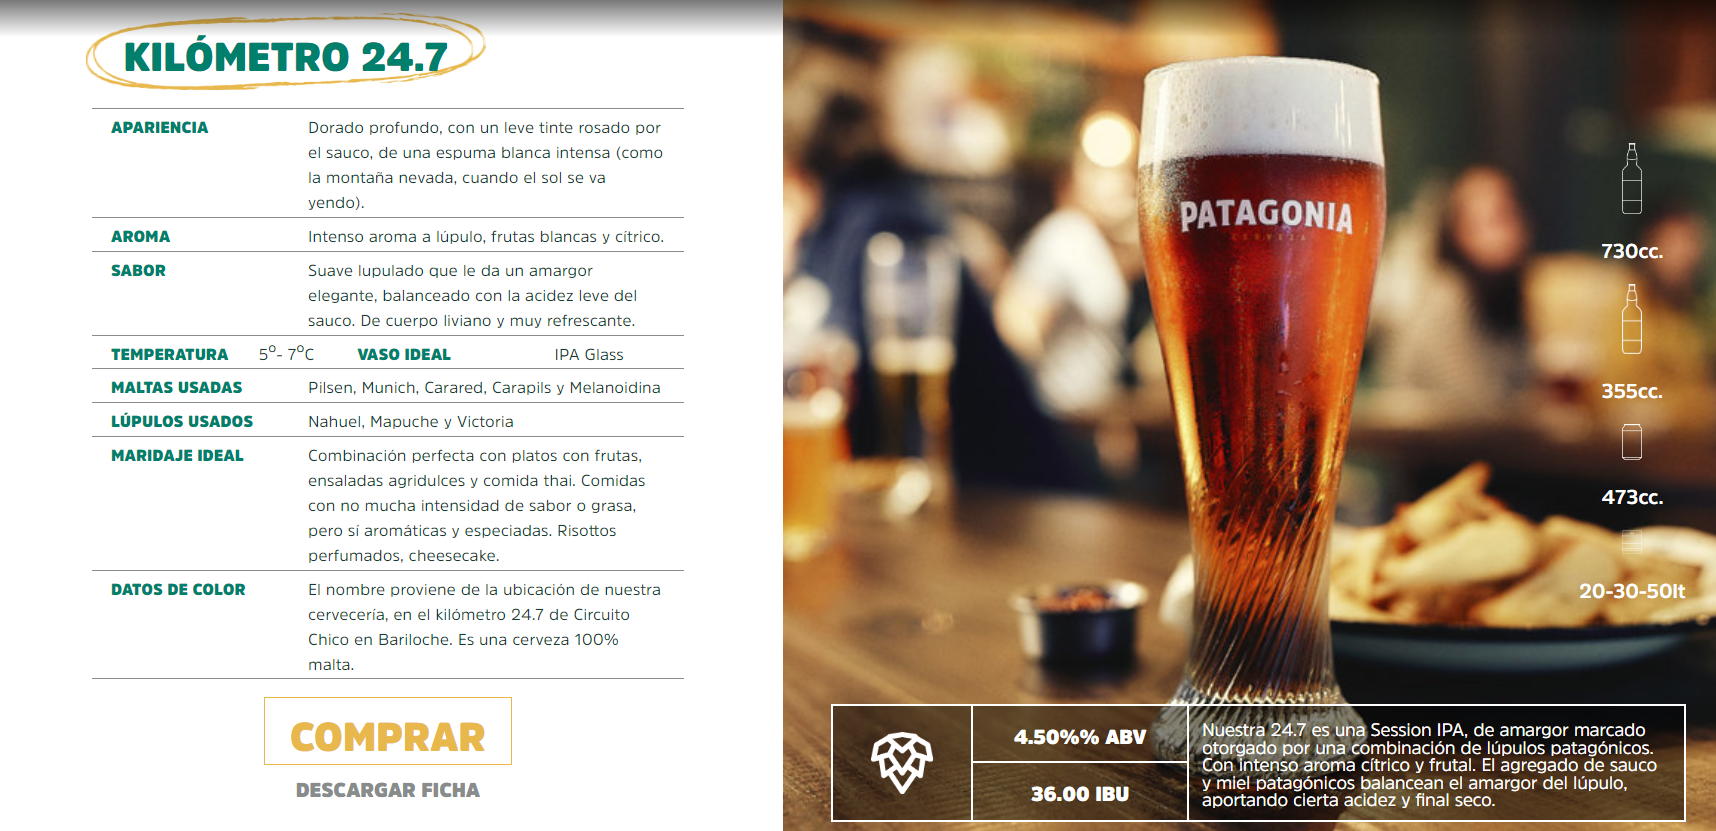 KILÓMETRO 24.7
APARIENCIA
Dorado profundo, con un leve tinte rosado por
el sauco, de una espuma blanca intensa (como
la montaña nevada, cuando el sol se va
yendo).
AROMA
Intenso aroma a lúpulo, frutas blancas y cítrico.
SABOR
Suave lupulado que le da un amargor
elegante, balanceado con la acidez leve del
sauco. De cuerpo liviano y muy refrescante.
TEMPERATURA 5º- 7ºC VASO IDEAL IPA Glass
MALTAS USADAS Pilsen, Munich, Carared, Carapils y Melanoidina
LÚPULOS USADOS Nahuel, Mapuche y Victoria
MARIDAJE IDEAL
Combinación perfecta con platos con frutas,
ensaladas agridulces y comida thai. Comidas
con no mucha intensidad de sabor o grasa,
pero sí aromáticas y especiadas. Risottos
perfumados, cheesecake.
DATOS DE COLOR
El nombre proviene de la ubicación de nuestra
cervecería, en el kilómetro 24.7 de Circuito
Chico en Bariloche. Es una cerveza 100%
malta.
COMPRAR
DESCARGAR FICHA
PATAGONIA
CERVEZA
730cc.
355cc.
473cc.
20-30-50lt
4.50%% ABV
36.00 IBU
Nuestra 24.7 es una Session IPA, de amargor marcado
otorgado por una combinación de lúpulos patagónicos.
Con intenso aroma cítrico y frutal. El agregado de sauco
y miel patagónicos balancean el amargor del lúpulo,
aportando cierta acidez y final seco.